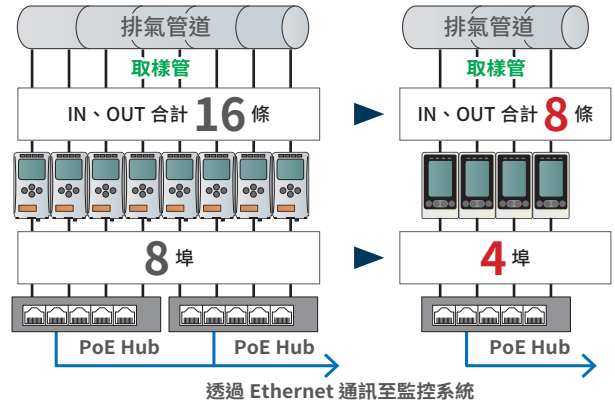 排氣管道
排氣管道
取樣管
取樣管
IN、OUT 合計 16 條
IN、OUT 合計 8 條
8 埠
4 埠
PoE Hub
PoE Hub
PoE Hub
透過 Ethernet 通訊至監控系統